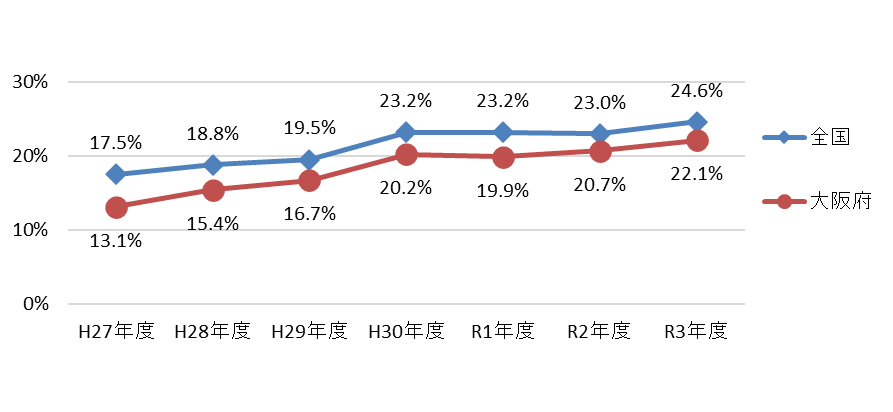 30%
20%
10%
0%
17.5%
18.8%
19.5%
23.2%
23.2%
23.0%
24.6%
13.1%
15.4%
16.7%
20.2%
19.9%
20.7%
22.1%
H27年度
H28年度
H29年度
H30年度
R1年度
R2年度
R3年度
全国
大阪府